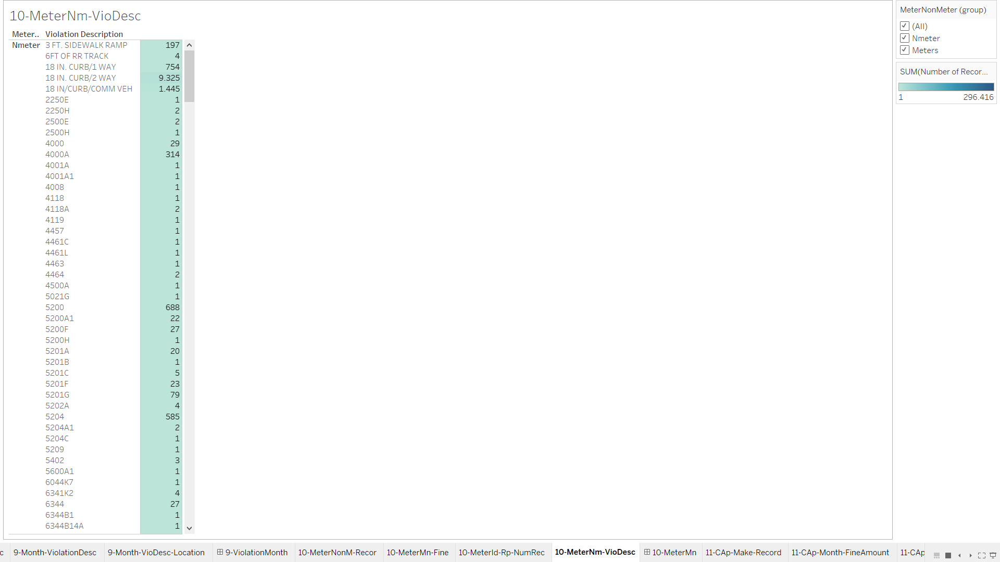 10-MeterNm-VioDesc
Meter.. Violation Description
Nmeter 3 FT. SIDEWALK RAMP 197
6FT OF RR TRACK 4
18 IN. CURB/1 WAY 754
18 IN. CURB/2 WAY 9.325
18 IN/CURB/COMM VEH 1.445
2250E 1
2250H 2
2500E 2
2500H 1
4000 29
4000A 314
4001A 1
4001A1 1
4008 1
4118 1
4118A 2
4119 1
4457 1
4461C 1
4461L 1
4463 1
4464 2
4500A 1
5021G 1
5200 688
5200A1 22
5200F 27
5200H 1
5201A 20
5201B 1
5201C 5
5201F 23
5201G 79
5202A 4
5204 585
5204A1 2
5204C 1
5209 1
5402 3
5600A1 1
6044K7 1
6341K2 4
6344 27
6344B1 1
6344B14A 1
MeterNonMeter (group)
(All)
Nmeter
Meters
SUM(Number of Recor...
1 296.416
c 9-Month-ViolationDesc 9-Month-VioDesc-Location 9-ViolationMonth 10-MeterNonM-Recor 10-MeterMn-Fine 10-MeterId-Rp-NumRec 10-MeterNm-VioDesc 10-MeterMn 11-CAp-Make-Record 11-CAp-Month-FineAmount 11-CAp